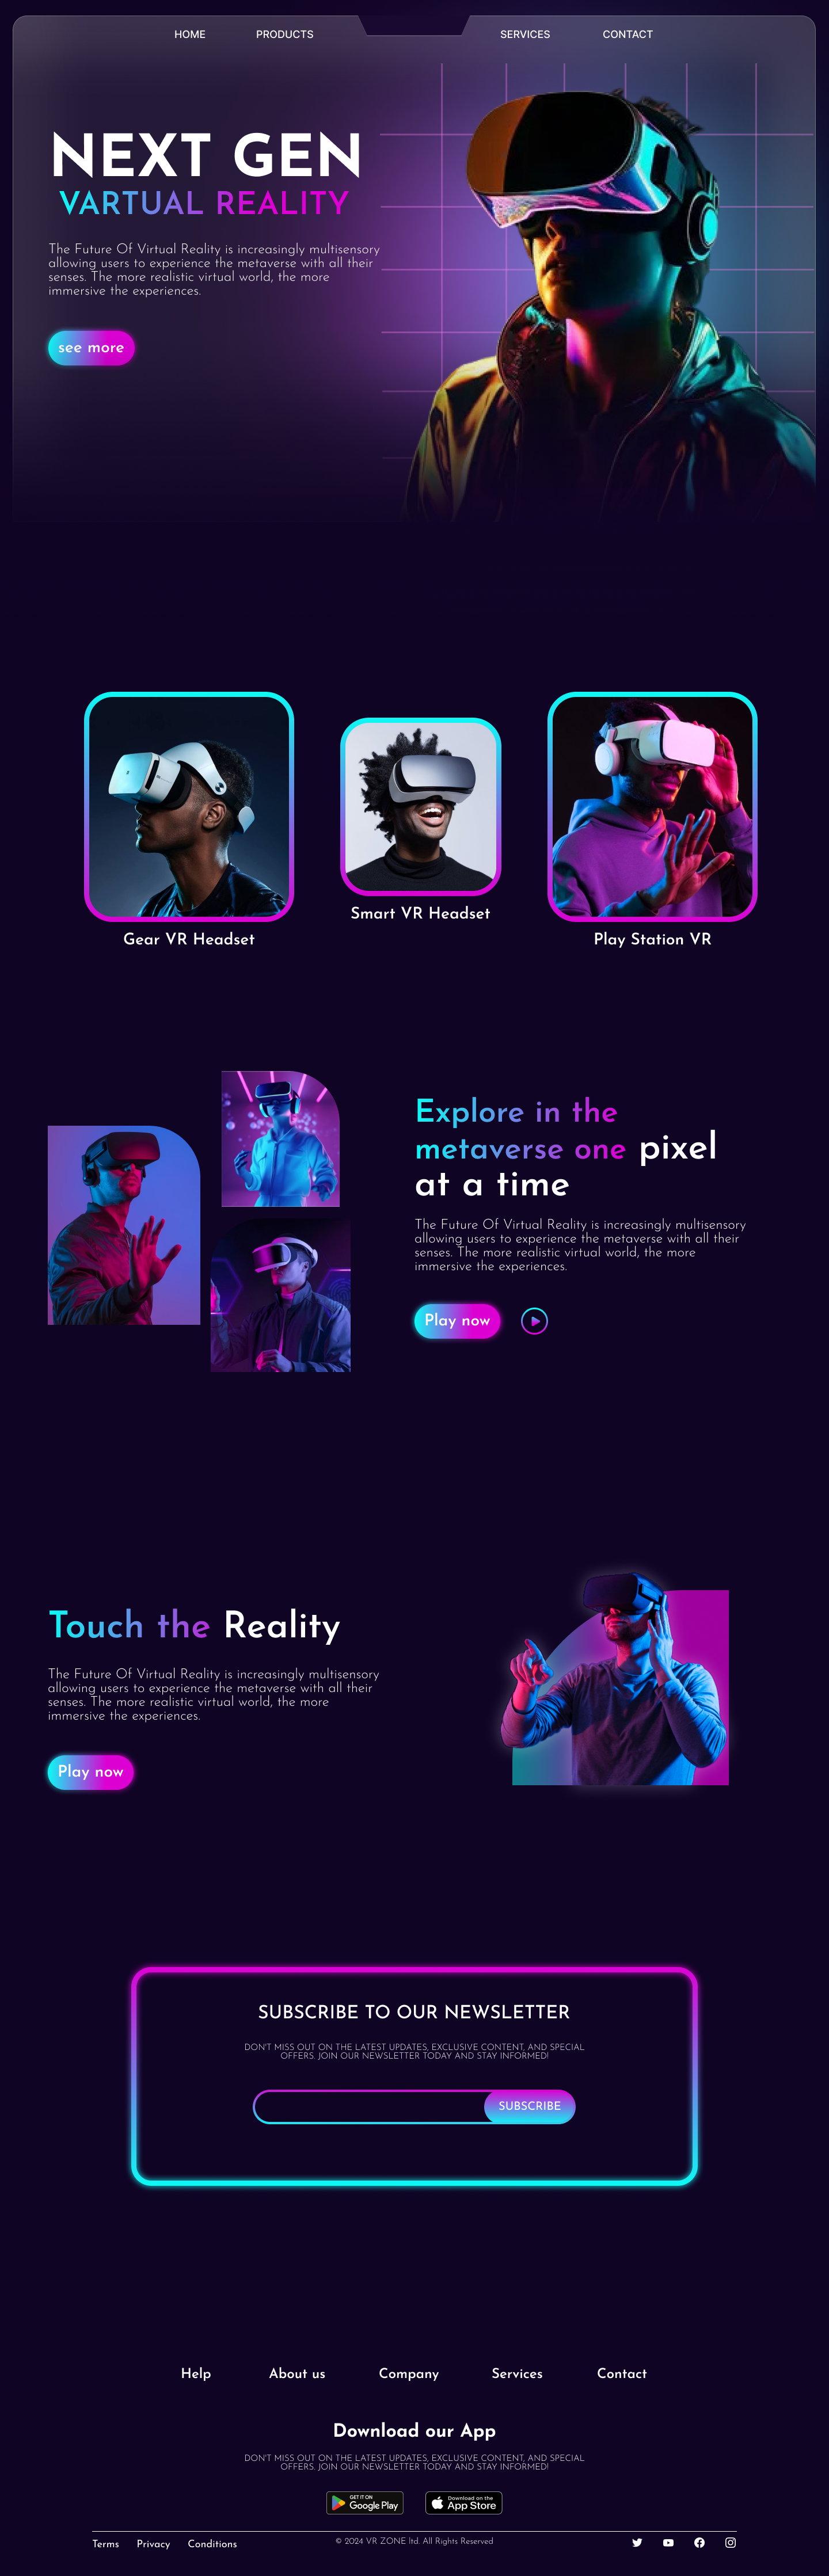 HOME PRODUCTS SERVICES CONTACT
NEXT GEN
VARTUAL REALITY
The Future Of Virtual Reality is increasingly multisensory
allowing users to experience the metaverse with all their
senses. The more realistic virtual world, the more
immersive the experiences.
see more
Gear VR Headset
Smart VR Headset
Play Station VR
Explore in the
metaverse one pixel
at a time
The Future Of Virtual Reality is increasingly multisensory
allowing users to experience the metaverse with all their
senses. The more realistic virtual world, the more
immersive the experiences.
Play now
Touch the Reality
The Future Of Virtual Reality is increasingly multisensory
allowing users to experience the metaverse with all their
senses. The more realistic virtual world, the more
immersive the experiences.
Play now
SUBSCRIBE TO OUR NEWSLETTER
DON'T MISS OUT ON THE LATEST UPDATES, EXCLUSIVE CONTENT, AND SPECIAL
OFFERS. JOIN OUR NEWSLETTER TODAY AND STAY INFORMED!
SUBSCRIBE
Help About us Company Services Contact
Download our App
DON'T MISS OUT ON THE LATEST UPDATES, EXCLUSIVE CONTENT, AND SPECIAL
OFFERS. JOIN OUR NEWSLETTER TODAY AND STAY INFORMED!
GET IT ON
Google Play
Download on the
App Store
Terms Privacy Conditions
© 2024 VR ZONE ltd. All Rights Reserved